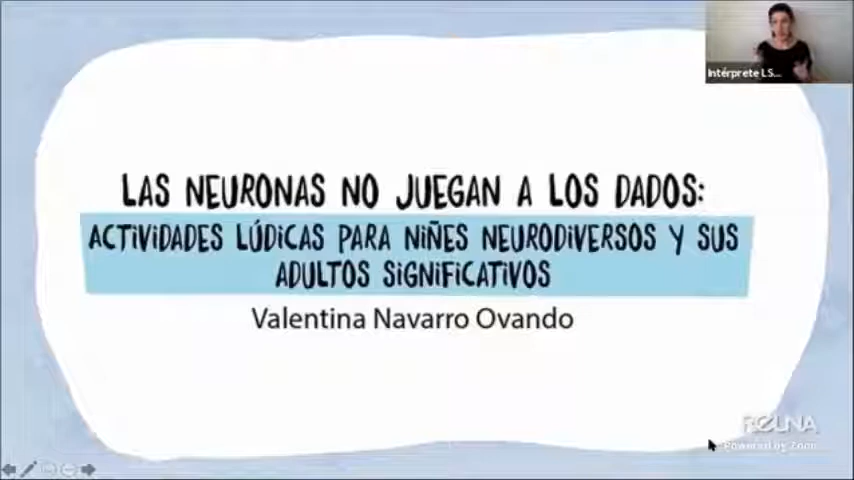 Intérprete LS...
LAS NEURONAS NO JUEGAN A LOS DADOS:
ACTIVIDADES LÚDICAS PARA NIÑES NEURODIVERSOS Y SUS
ADULTOS SIGNIFICATIVOS
Valentina Navarro Ovando
REUNA
Powered by Zoom